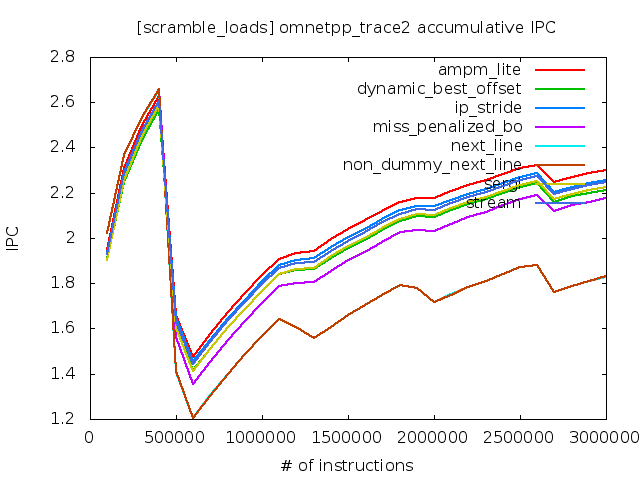 [scramble_loads] omnetpp_trace2 accumulative IPC
2.8
2.6
2.4
2.2
2
1.8
1.6
1.4
1.2
IPC
ampm_lite
dynamic_best_offset
ip_stride
miss_penalized_bo
next_line
non_dummy_next_line
sergi
stream
0 500000 1000000 1500000 2000000 2500000 3000000
# of instructions